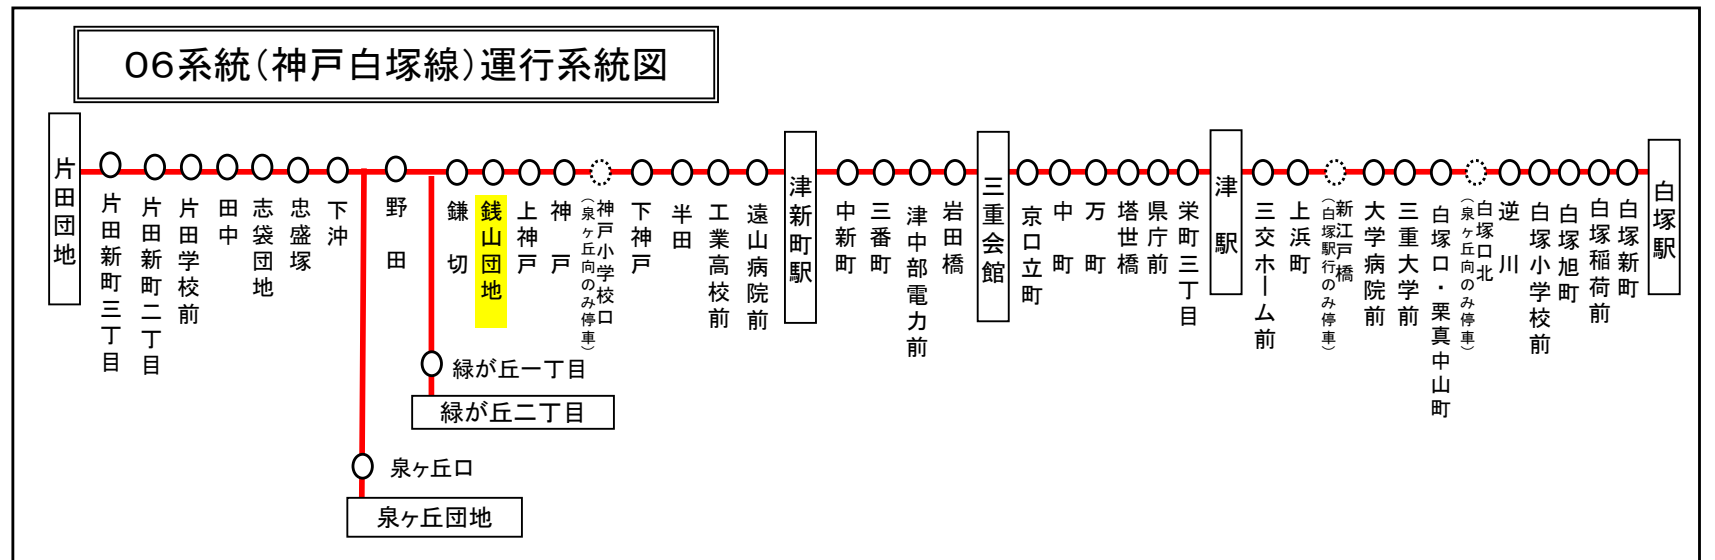 06系統(神戸白塚線)運行系統図
片田団地
片田新町三丁目
片田新町二丁目
片田学校前
田中
志袋団地
忠盛塚
下沖
野田
鎌切
銭山団地
上神戸
神戸
神戸小学校口
(泉ヶ丘向のみ停車)
下神戸
半田
工業高校前
遠山病院前
津新町駅
中新町
三番町
津中部電力前
岩田橋
三重会館
京口立町
中町
万町
塔世橋
県庁前
栄町三丁目
津駅
三交ホーム前
上浜町
新江戸橋
(白塚駅行のみ停車)
大学病院前
三重大学前
白塚口・栗真中山町
白塚口北
(泉ヶ丘向のみ停車)
逆川
白塚小学校前
白塚旭町
白塚稲荷前
白塚新町
白塚駅
緑が丘一丁目
緑が丘二丁目
泉ヶ丘口
泉ヶ丘団地